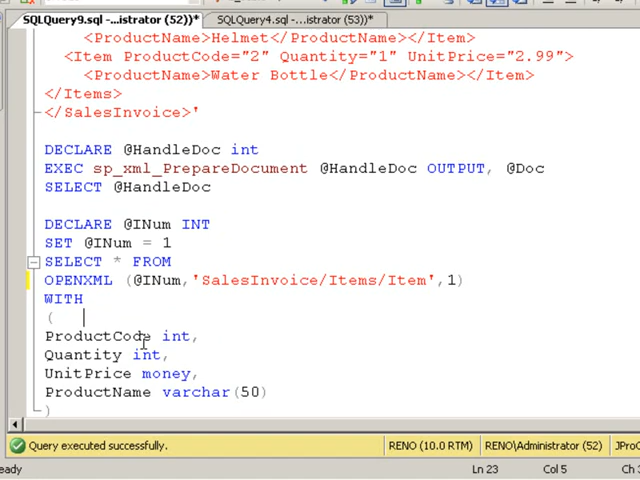 SQLQuery9.sql -...istrator (52))* SQLQuery4.sql -...istrator (53))*
<ProductName>Helmet</ProductName></Item>
<Item ProductCode="2" Quantity="1" UnitPrice="2.99">
<ProductName>Water Bottle</ProductName></Item>
</Items>
</SalesInvoice>'
DECLARE @HandleDoc int
EXEC sp_xml_PrepareDocument @HandleDoc OUTPUT, @Doc
SELECT @HandleDoc
DECLARE @INum INT
SET @INum = 1
SELECT * FROM
OPENXML (@INum,'SalesInvoice/Items/Item',1)
WITH
(
ProductCode int,
Quantity int,
UnitPrice money,
ProductName varchar(50)
)
Query executed successfully. RENO (10.0 RTM) RENO\Administrator (52) JProC
eady Ln 23 Col 5